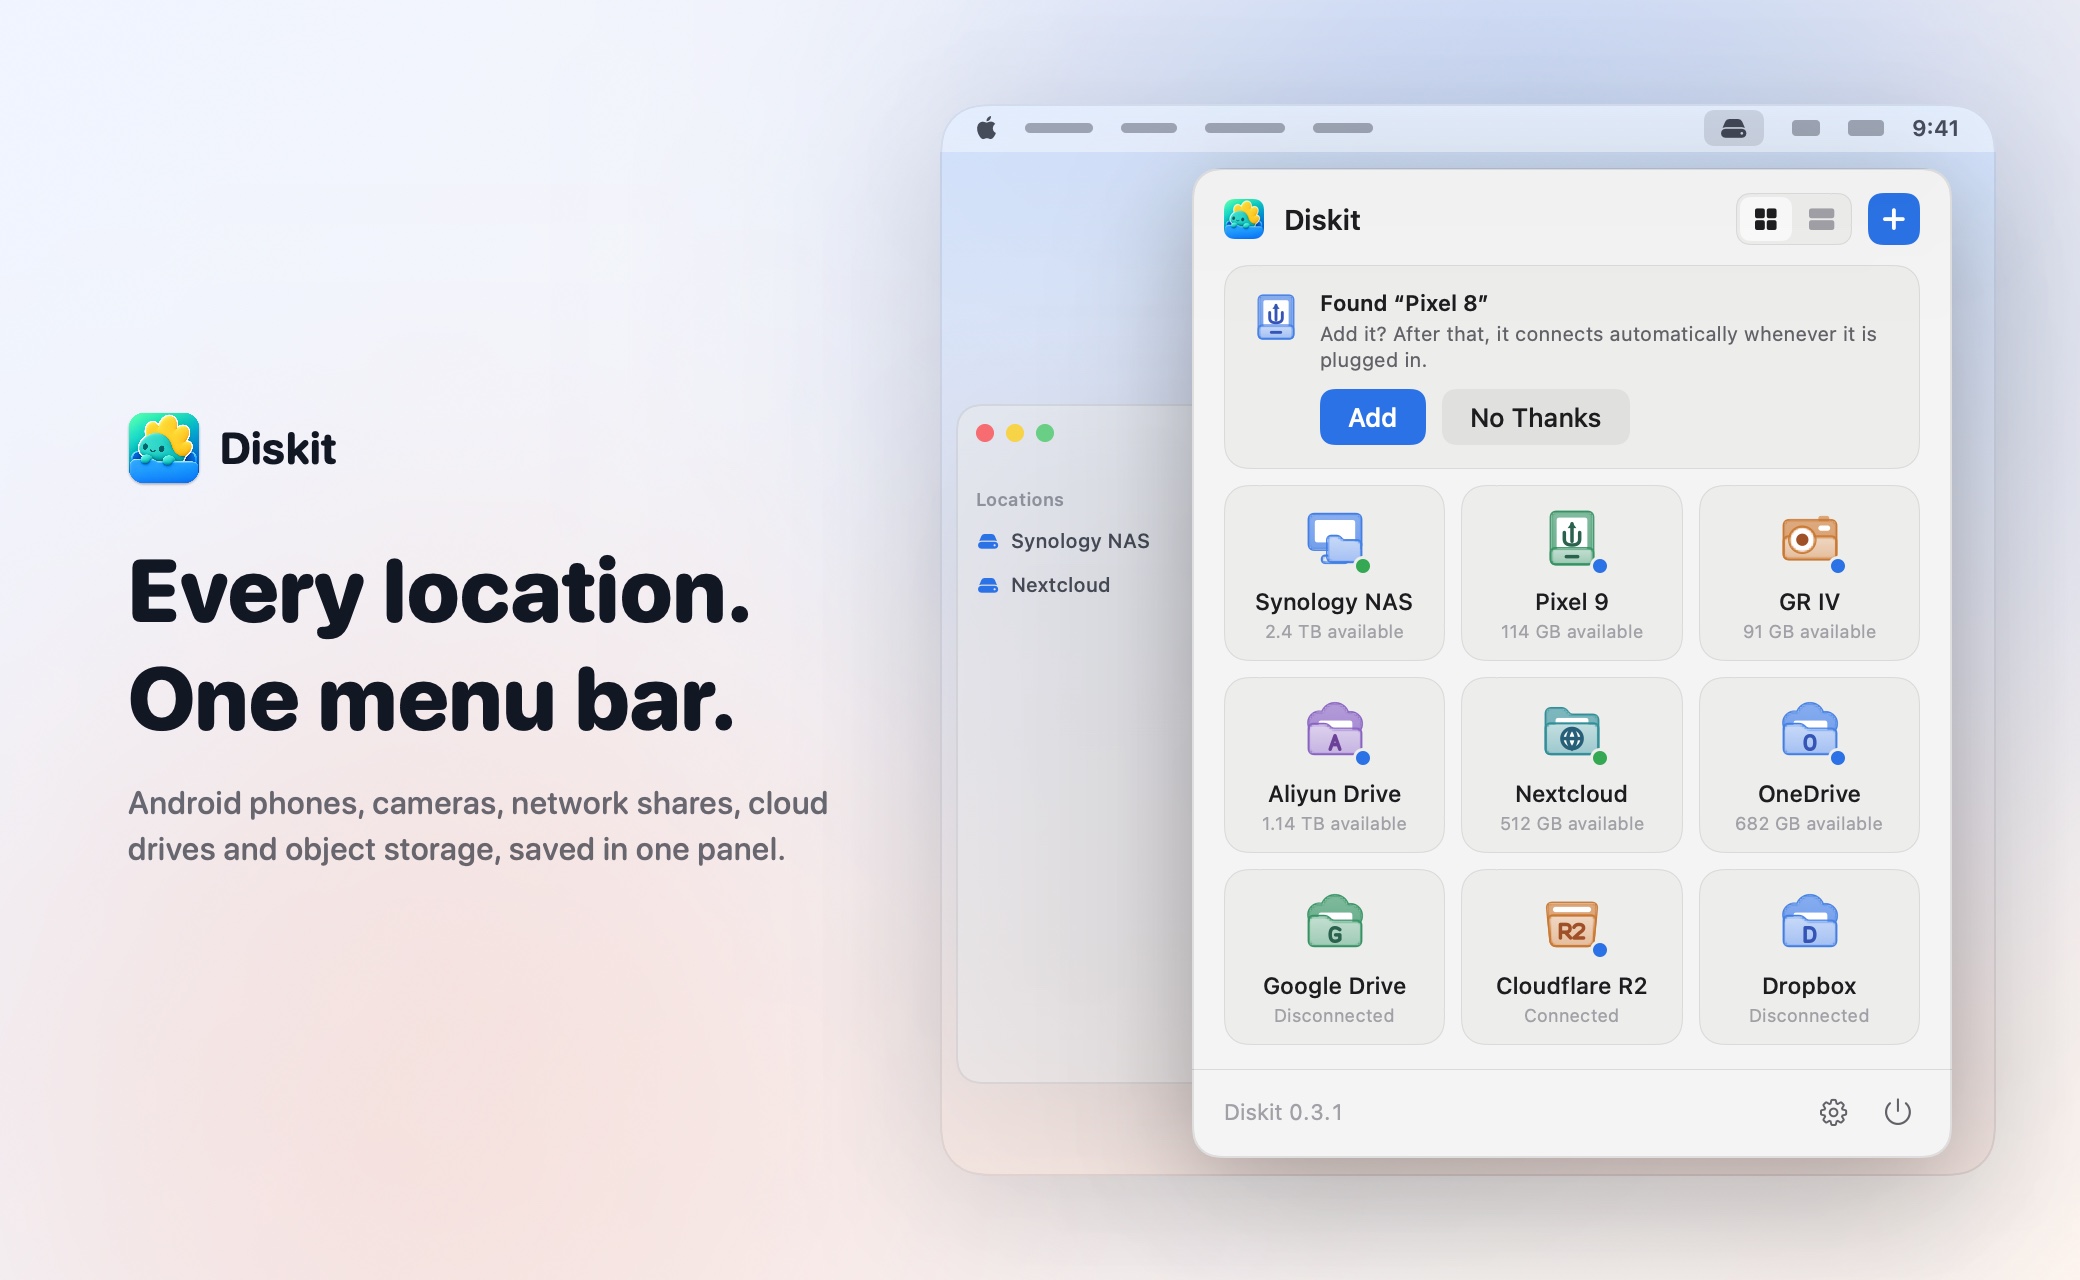 Diskit
Every location.
One menu bar.
Android phones, cameras, network shares, cloud
drives and object storage, saved in one panel.
9:41
Locations
Synology NAS
Nextcloud
Diskit
Found “Pixel 8”
Add it? After that, it connects automatically whenever it is
plugged in.
Add
No Thanks
Synology NAS
2.4 TB available
Pixel 9
114 GB available
GR IV
91 GB available
A
Aliyun Drive
1.14 TB available
Nextcloud
512 GB available
O
OneDrive
682 GB available
G
Google Drive
Disconnected
R2
Cloudflare R2
Connected
D
Dropbox
Disconnected
Diskit 0.3.1